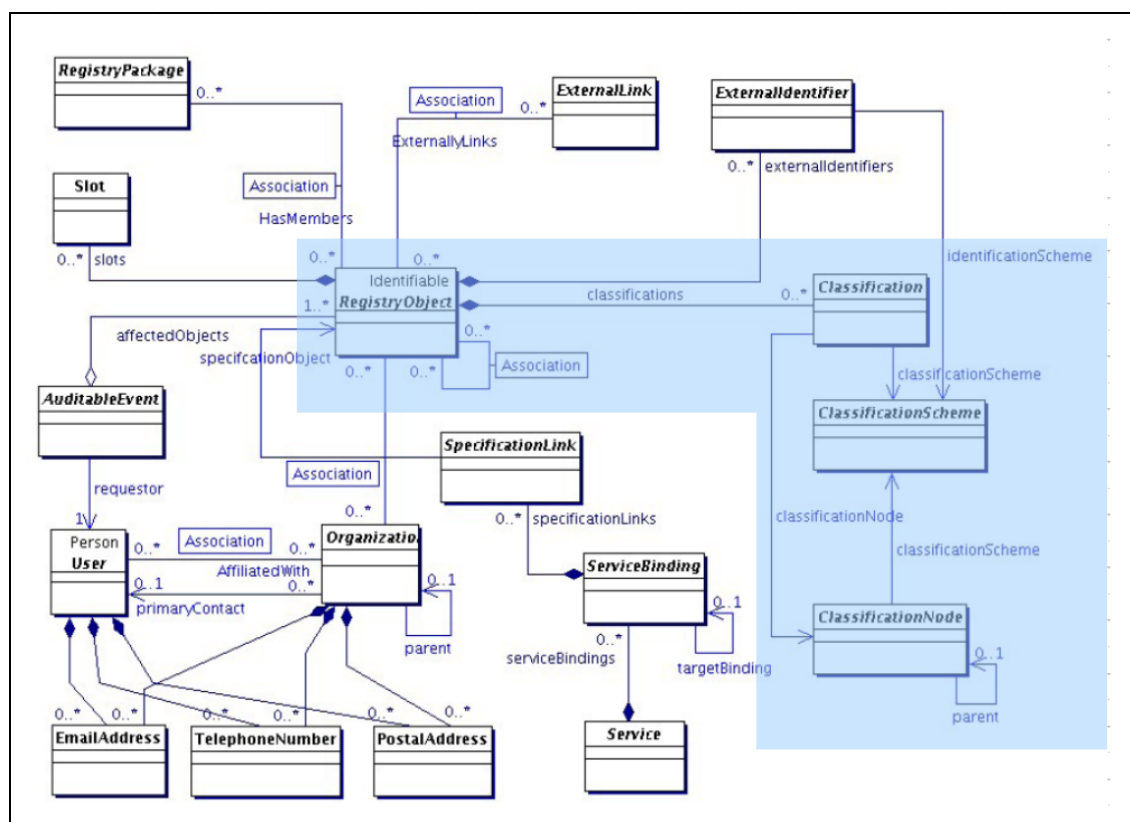 RegistryPackage
0..*
Association
0..*
ExternalLink
ExternalIdentifier
ExternallyLinks
0..*
externalIdentifiers
Slot
Association
HasMembers
0..*
slots
0..*
0..*
identificationScheme
Identifiable
RegistryObject
classifications
0..*
Classification
1..*
affectedObjects
0..*
specifcationObject
0..*
0..*
Association
classificationScheme
AuditableEvent
ClassificationScheme
SpecificationLink
Association
requestor
0..*
0..*
specificationLinks
classificationNode
1
Person
User
0..*
Association
0..*
Organizatio
classificationScheme
AffiliatedWith
ServiceBinding
0..1
0..*
0..1
0..1
primaryContact
ClassificationNode
parent
0..*
serviceBindings
0..1
targetBinding
0..*
0..*
0..*
0..*
0..*
0..*
parent
EmailAddress
TelephoneNumber
PostalAddress
Service